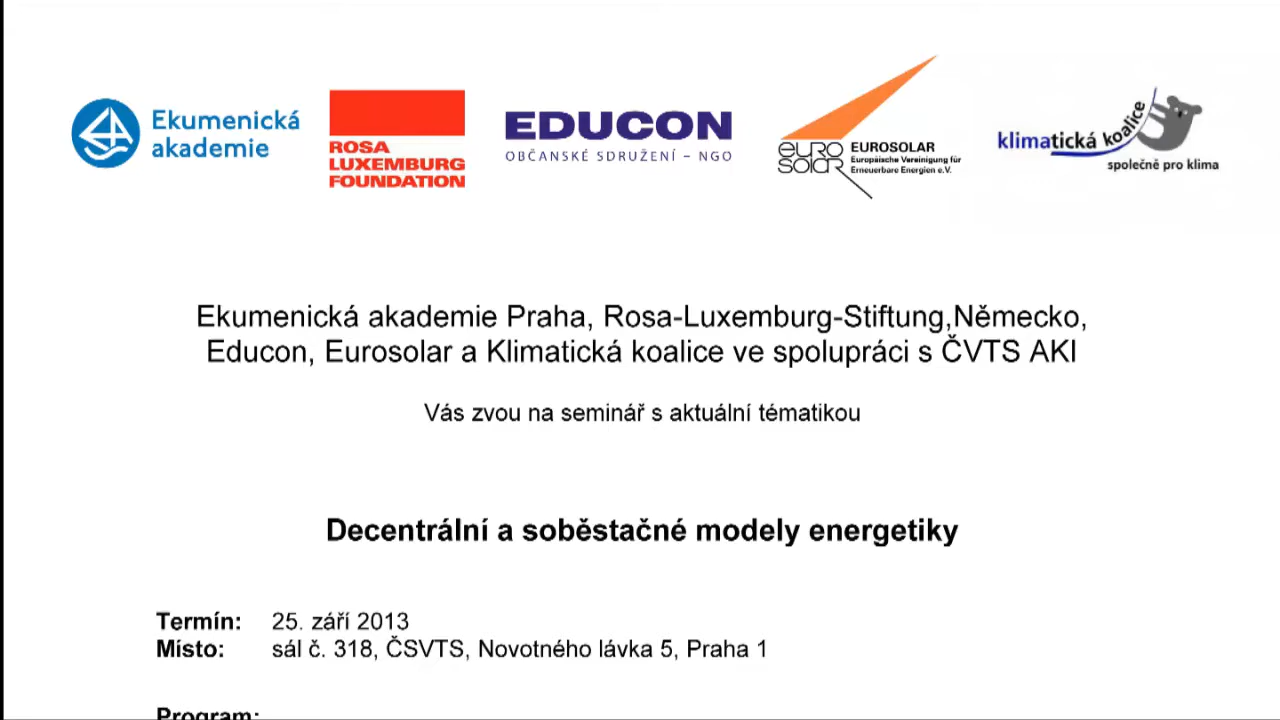 Ekumenická
akademie
ROSA
LUXEMBURG
FOUNDATION
EDUCON
OBČANSKÉ SDRUŽENÍ – NGO
euro
solar
EUROSOLAR
Europäische Vereinigung für
Erneuerbare Energien e.V.
klimatická koalice
společně pro klima
Ekumenická akademie Praha, Rosa-Luxemburg-Stiftung,Německo,
Educon, Eurosolar a Klimatická koalice ve spolupráci s ČVTS AKI
Vás zvou na seminář s aktuální tématikou
Decentrální a soběstačné modely energetiky
Termín: 25. září 2013
Místo: sál č. 318, ČSVTS, Novotného lávka 5, Praha 1
Program: